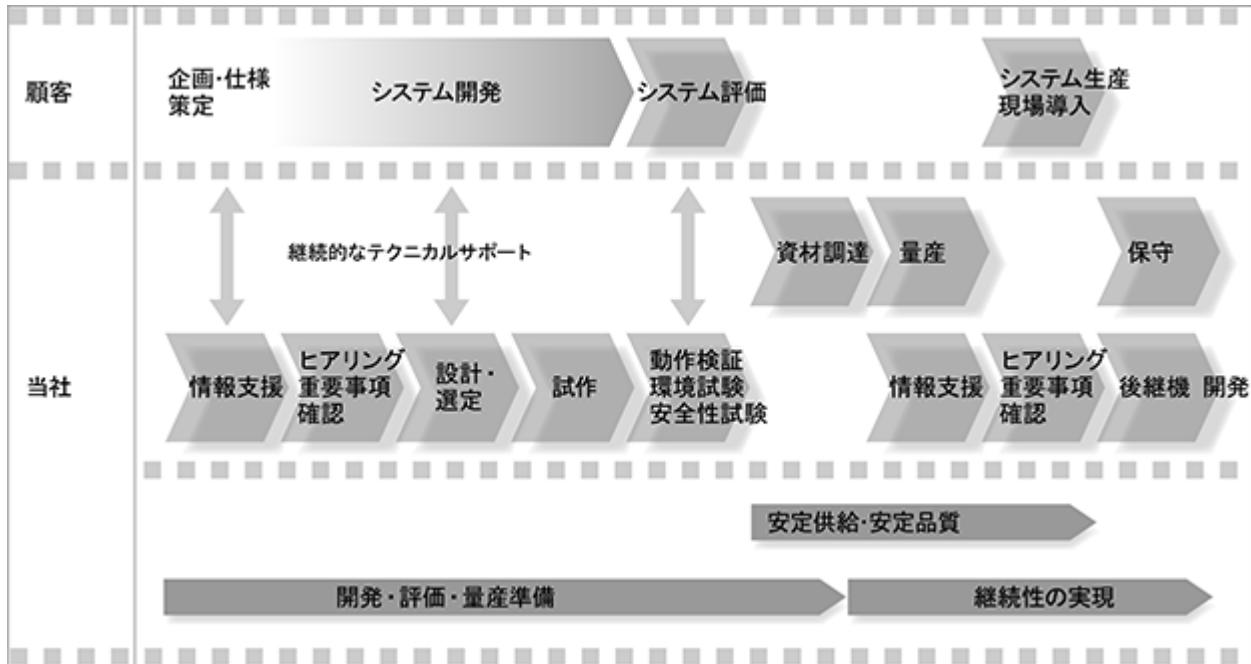 顧客
企画・仕様
策定
システム開発
システム評価
システム生産
現場導入
継続的なテクニカルサポート
資材調達
量産
保守
当社
情報支援
ヒアリング
重要事項
確認
設計・
選定
試作
動作検証
環境試験
安全性試験
情報支援
ヒアリング
重要事項
確認
後継機 開発
安定供給・安定品質
開発・評価・量産準備
継続性の実現